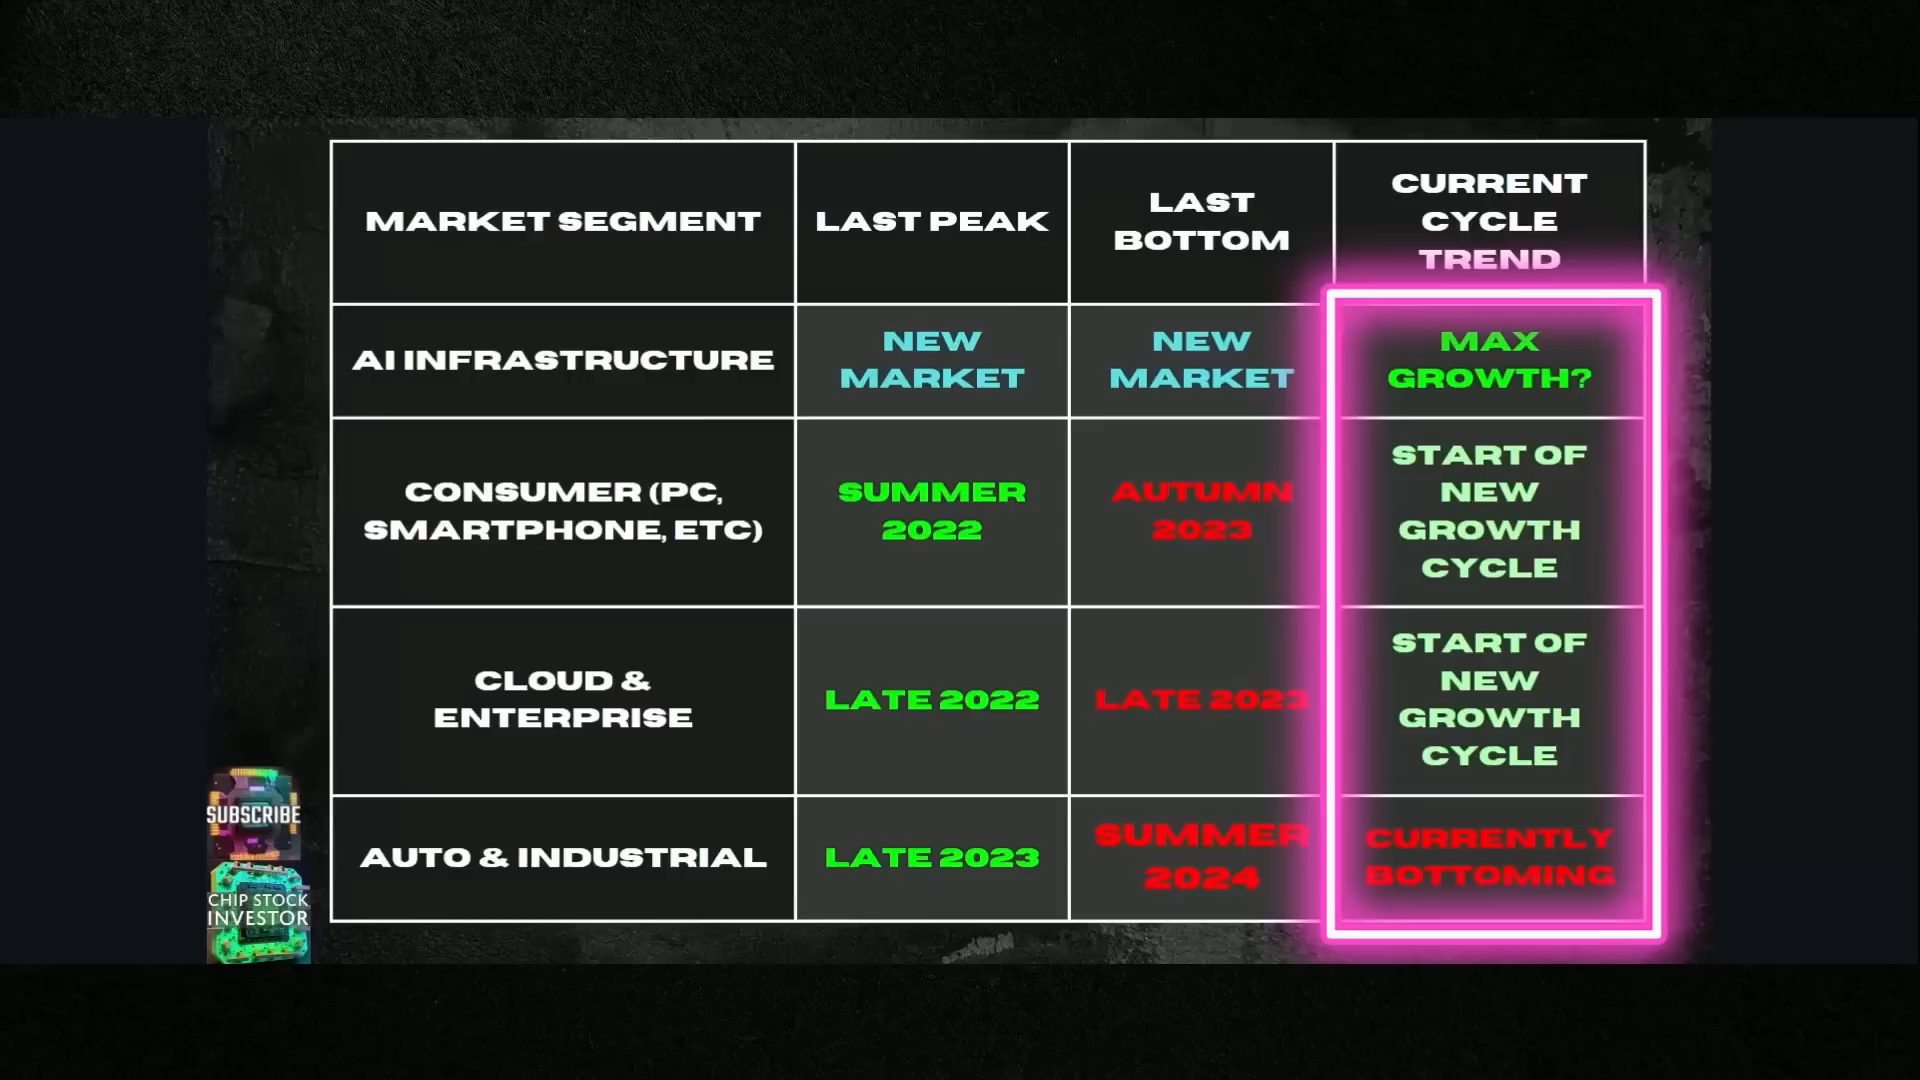 MARKET SEGMENT
LAST PEAK
LAST
BOTTOM
CURRENT
CYCLE
TREND
AI INFRASTRUCTURE
NEW
MARKET
NEW
MARKET
MAX
GROWTH?
CONSUMER (PC,
SMARTPHONE, ETC)
SUMMER
2022
AUTUMN
2023
START OF
NEW
GROWTH
CYCLE
CLOUD &
ENTERPRISE
LATE 2022
LATE 2023
START OF
NEW
GROWTH
CYCLE
AUTO & INDUSTRIAL
LATE 2023
SUMMER
2024
CURRENTLY
BOTTOMING
SUBSCRIBE
CHIP STOCK
INVESTOR